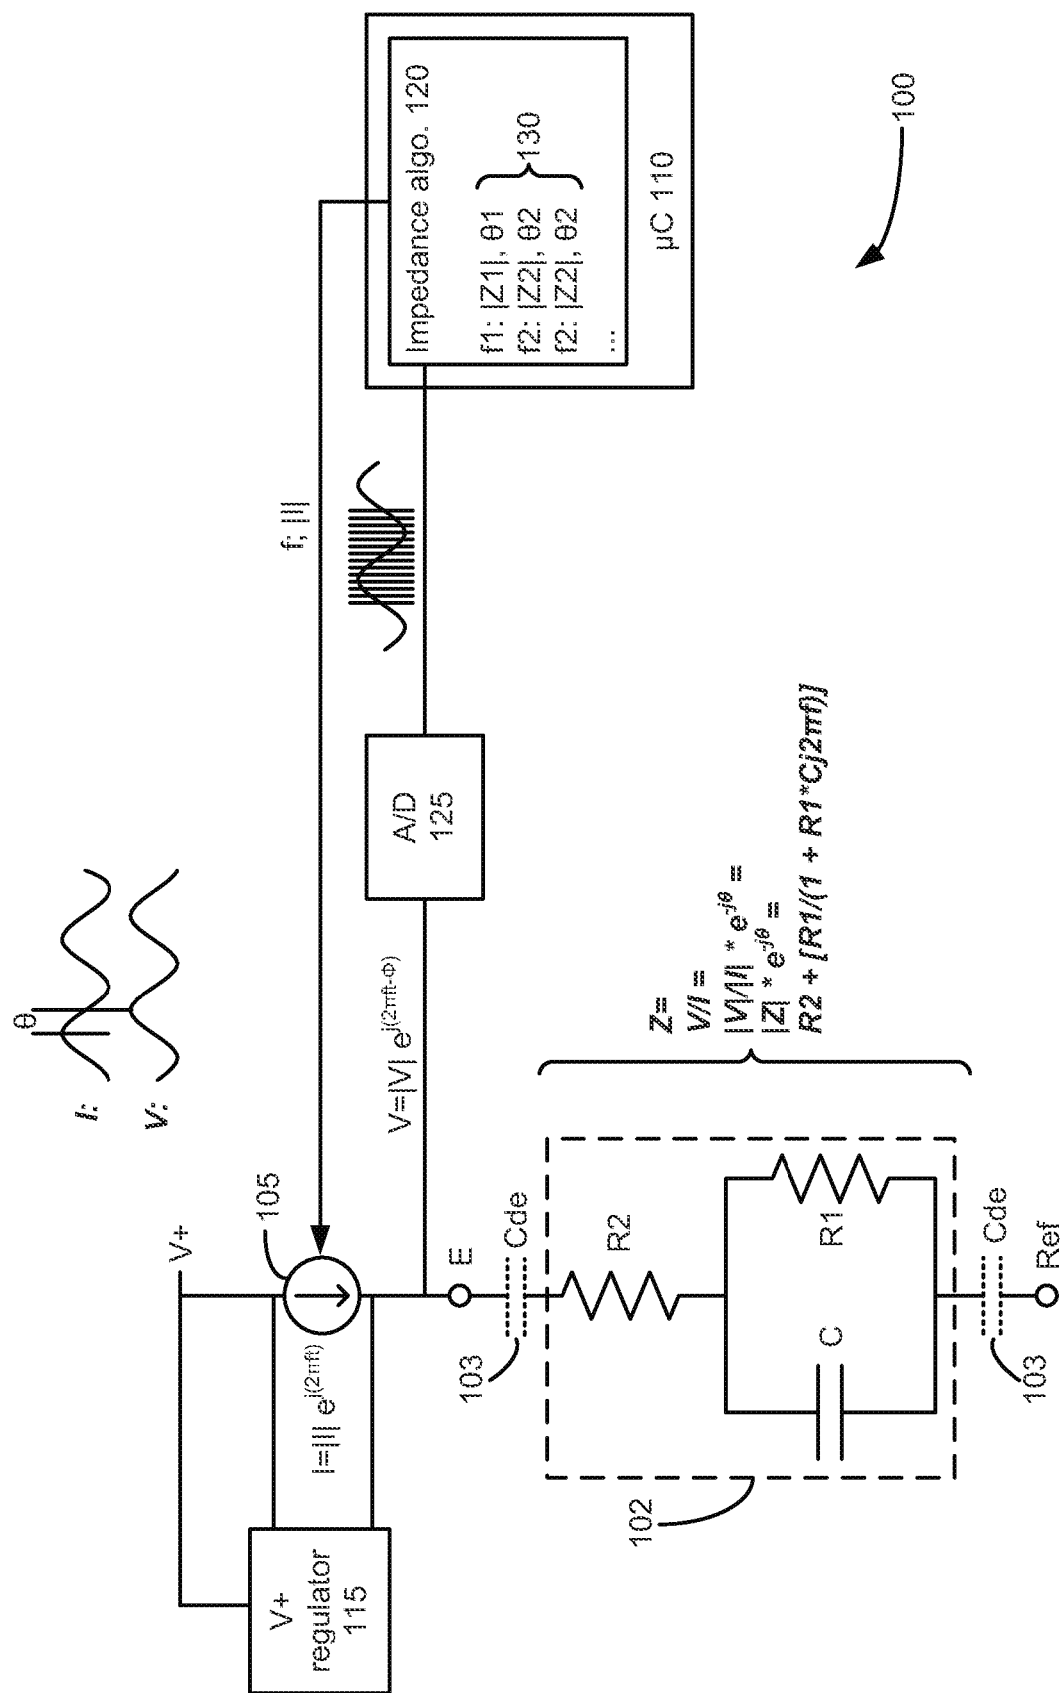 V+
regulator
115
V+
105
I=|I| e^j(2πft)
I:
V:
θ
f; |I|
V=|V| e^j(2πft-Φ)
A/D
125
Impedance algo. 120
f1: |Z1|, θ1
f2: |Z2|, θ2
f2: |Z2|, θ2
...
130
µC 110
100
E
Cde
103
R2
C
R1
102
Cde
103
Ref
Z=
V/I =
|V|/|I| * e^-jθ =
|Z| * e^-jθ =
R2 + [R1/(1 + R1*Cj2πf)]